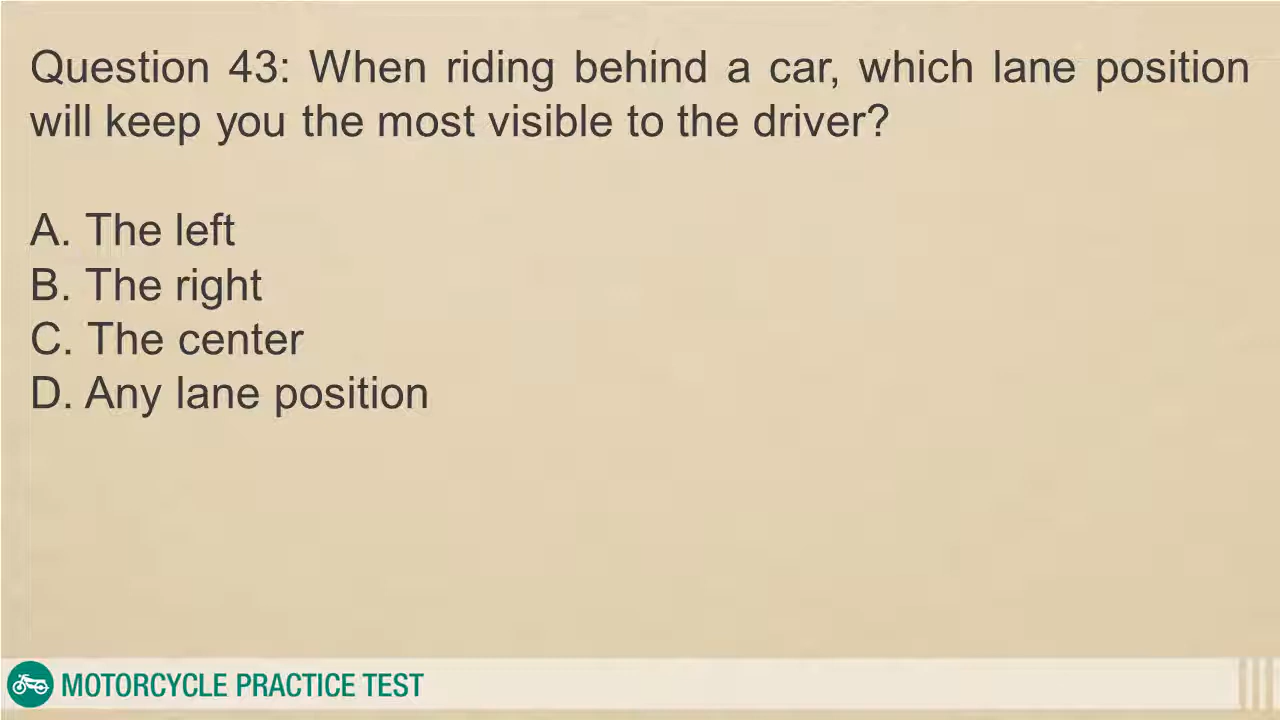 Question 43: When riding behind a car, which lane position
will keep you the most visible to the driver?
A. The left
B. The right
C. The center
D. Any lane position
MOTORCYCLE PRACTICE TEST